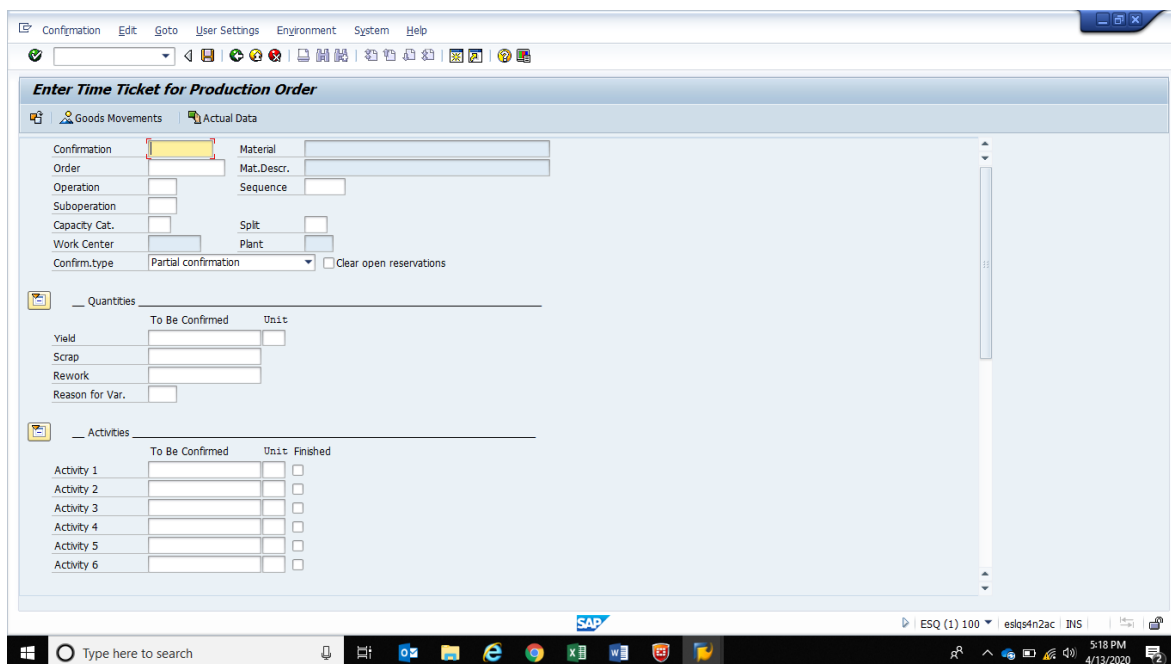 Confirmation Edit Goto User Settings Environment System Help
Enter Time Ticket for Production Order
Goods Movements Actual Data
Confirmation Material
Order Mat.Descr.
Operation Sequence
Suboperation
Capacity Cat. Split
Work Center Plant
Confirm.type Partial confirmation Clear open reservations
Quantities
To Be Confirmed Unit
Yield
Scrap
Rework
Reason for Var.
Activities
To Be Confirmed Unit Finished
Activity 1
Activity 2
Activity 3
Activity 4
Activity 5
Activity 6
SAP ESQ (1) 100 eslqs4n2ac INS
Type here to search 5:18 PM
4/13/2020